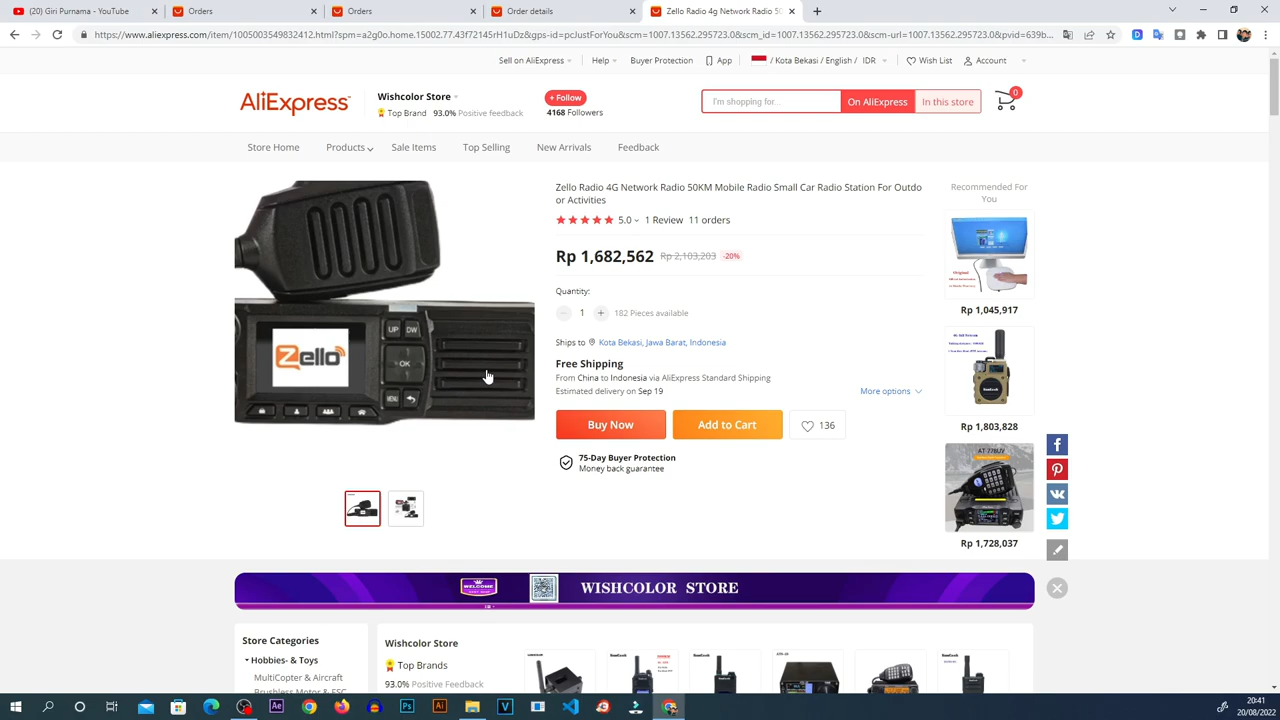 (20) Giri Purnama - YouTube
Orders
Orders
Order details
Zello Radio 4g Network Radio 50
https://www.aliexpress.com/item/1005003549832412.html?spm=a2g0o.home.15002.77.43f72145rH1uDz&gps-id=pcJustForYou&scm=1007.13562.295723.0&scm_id=1007.13562.295723.0&scm-url=1007.13562.295723.0&pvid=639b...
Sell on AliExpress
Help
Buyer Protection
App
/ Kota Bekasi / English / IDR
Wish List
Account
AliExpress
Wishcolor Store
Top Brand 93.0% Positive feedback
+ Follow
4168 Followers
I'm shopping for...
On AliExpress
In this store
0
Store Home
Products
Sale Items
Top Selling
New Arrivals
Feedback
Zello Radio 4G Network Radio 50KM Mobile Radio Small Car Radio Station For Outdo
or Activities
5.0 1 Review 11 orders
Rp 1,682,562 Rp 2,103,203 -20%
Quantity:
1 182 Pieces available
Ships to Kota Bekasi, Jawa Barat, Indonesia
Free Shipping
From China to Indonesia via AliExpress Standard Shipping
Estimated delivery on Sep 19
More options
Buy Now
Add to Cart
136
75-Day Buyer Protection
Money back guarantee
Zello
UP
DW
OK
MENU
Recommended For
You
Original
Rp 1,045,917
Rp 1,803,828
AT-778UV
Rp 1,728,037
WELCOME
WISHCOLOR STORE
Store Categories
Hobbies- & Toys
MultiCopter & Aircraft
Brushless Motor & ESC
Wishcolor Store
Top Brands
93.0% Positive Feedback
20:41
20/08/2022